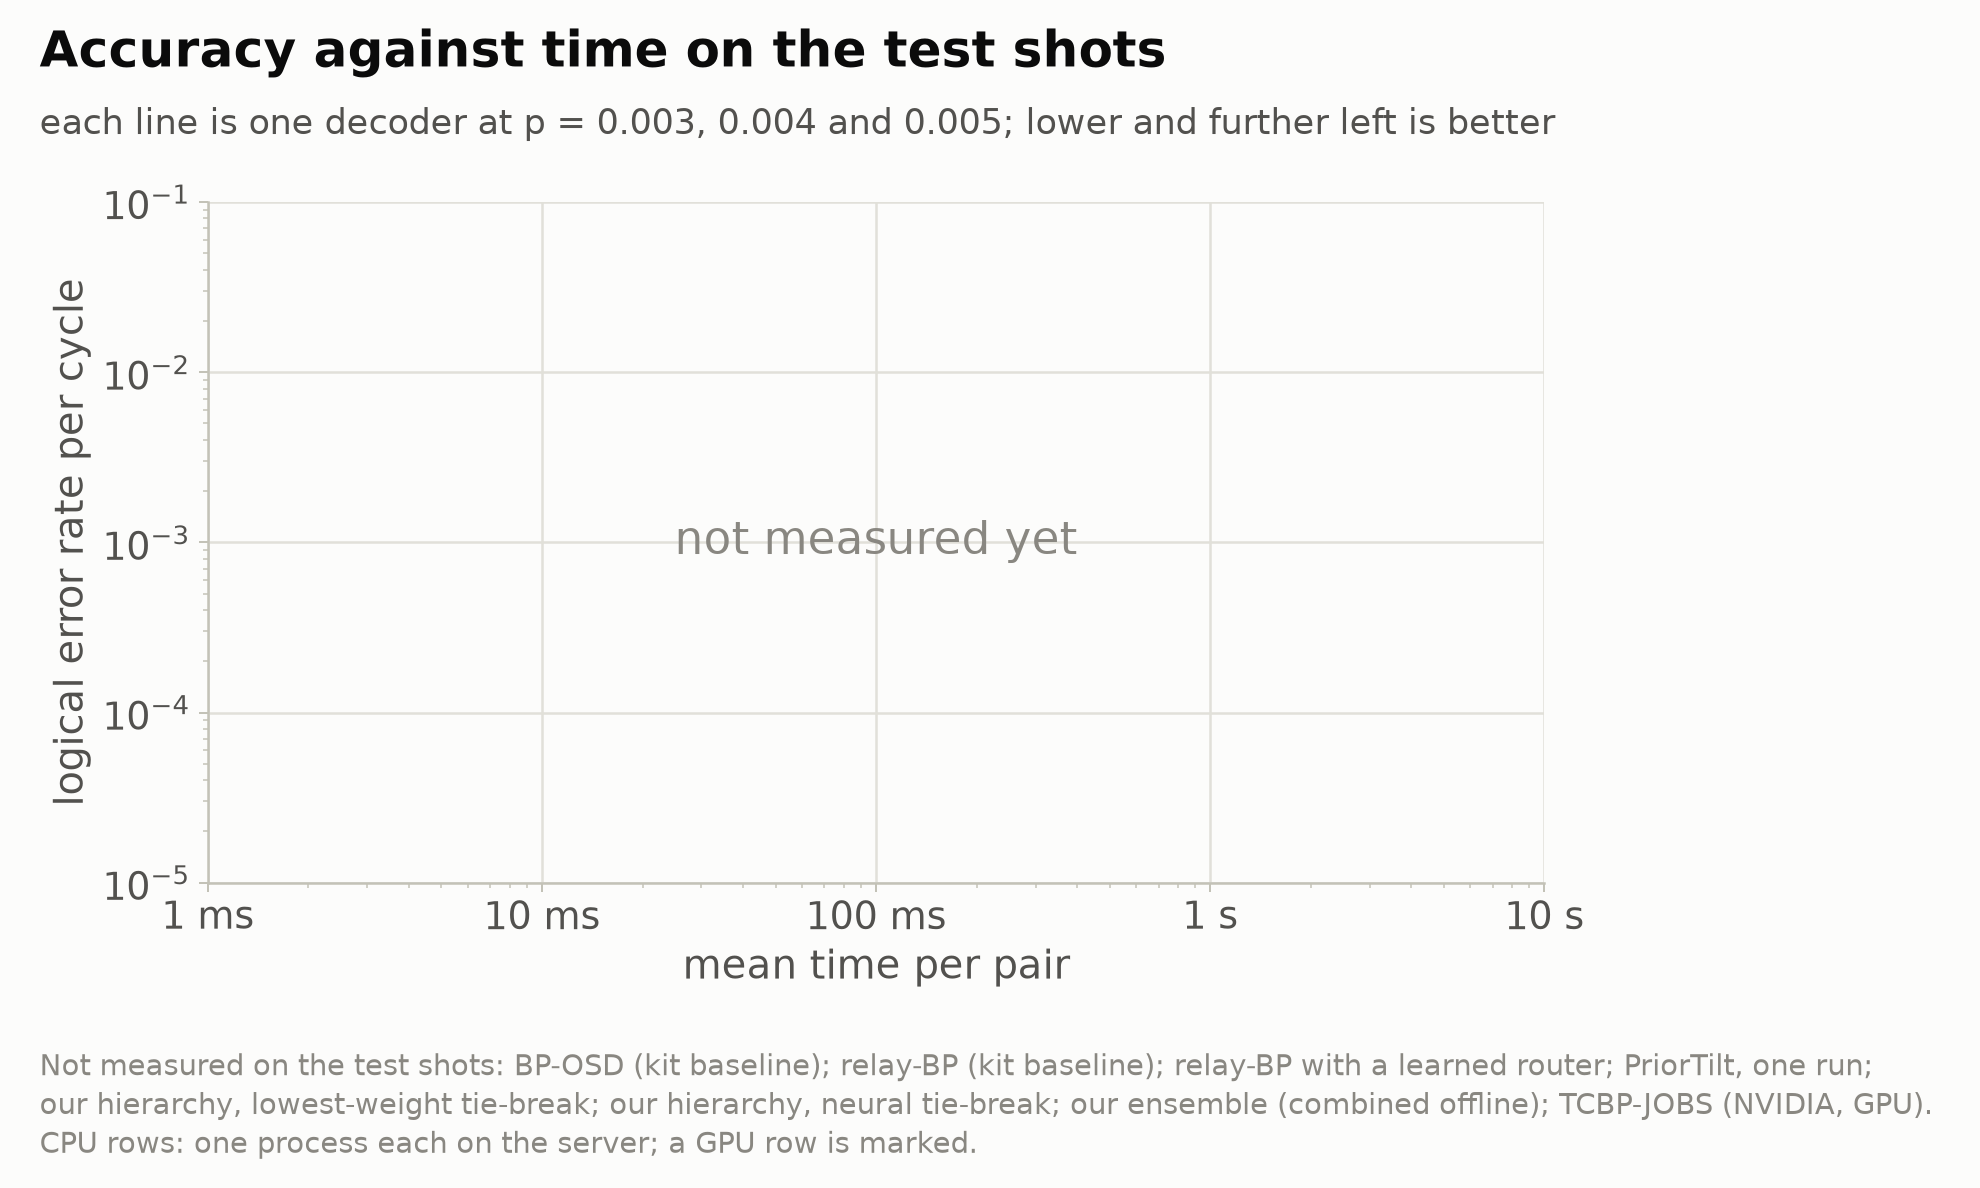 Accuracy against time on the test shots
each line is one decoder at p = 0.003, 0.004 and 0.005; lower and further left is better
logical error rate per cycle
10⁻¹
10⁻²
10⁻³
10⁻⁴
10⁻⁵
not measured yet
1 ms
10 ms
100 ms
1 s
10 s
mean time per pair
Not measured on the test shots: BP-OSD (kit baseline); relay-BP (kit baseline); relay-BP with a learned router; PriorTilt, one run;
our hierarchy, lowest-weight tie-break; our hierarchy, neural tie-break; our ensemble (combined offline); TCBP-JOBS (NVIDIA, GPU).
CPU rows: one process each on the server; a GPU row is marked.